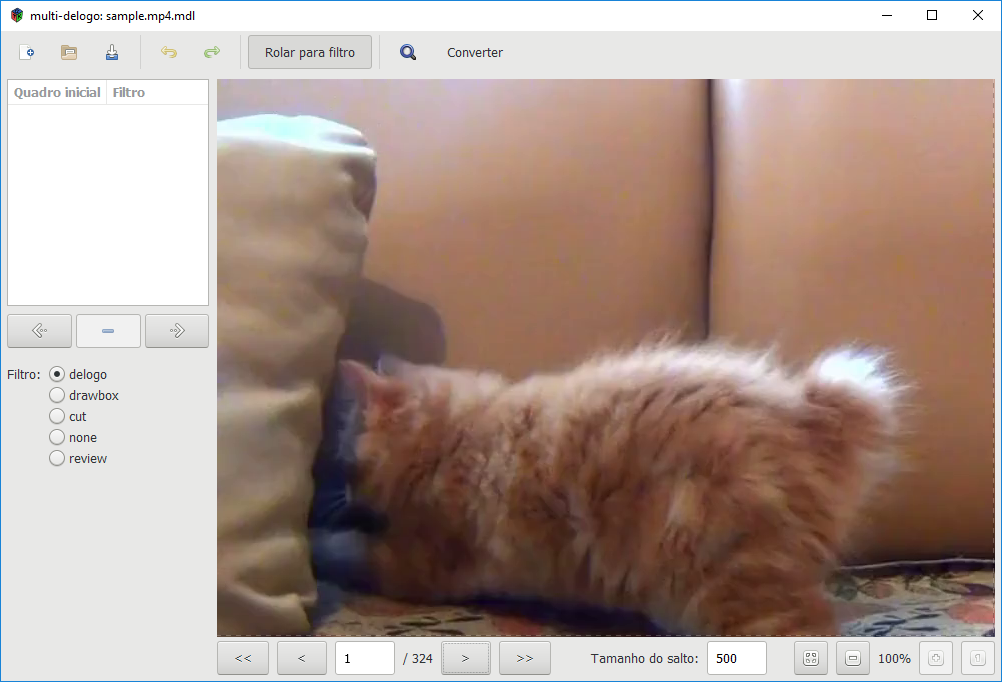 multi-delogo: sample.mp4.mdl
Rolar para filtro
Converter
Quadro inicial Filtro
Filtro: delogo
drawbox
cut
none
review
<< < 1 / 324 > >> Tamanho do salto: 500 100%